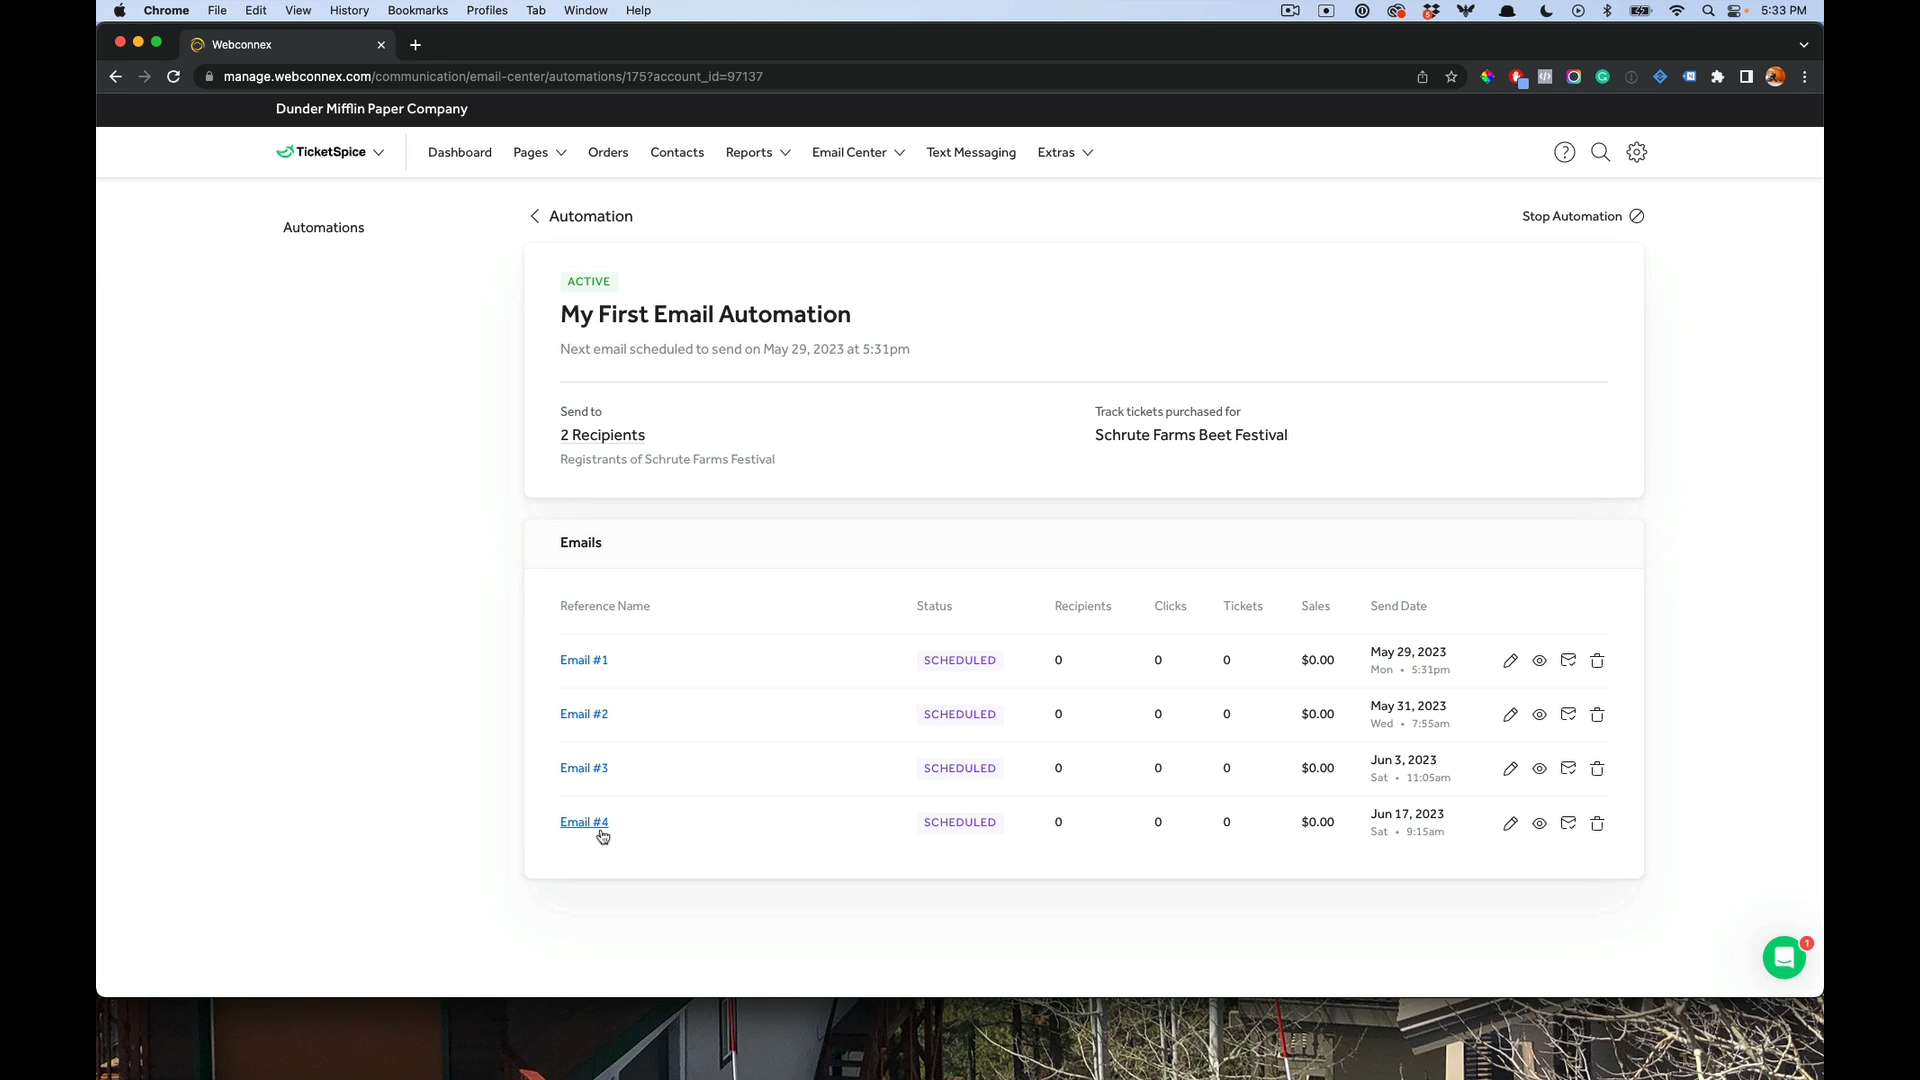 Chrome File Edit View History Bookmarks Profiles Tab Window Help 5:33 PM
Webconnex
manage.webconnex.com/communication/email-center/automations/175?account_id=97137
Dunder Mifflin Paper Company
TicketSpice Dashboard Pages Orders Contacts Reports Email Center Text Messaging Extras
Automations
Automation
Stop Automation
ACTIVE
My First Email Automation
Next email scheduled to send on May 29, 2023 at 5:31pm
Send to
2 Recipients
Registrants of Schrute Farms Festival
Track tickets purchased for
Schrute Farms Beet Festival
Emails
Reference Name Status Recipients Clicks Tickets Sales Send Date
Email #1 SCHEDULED 0 0 0 $0.00 May 29, 2023
Mon • 5:31pm
Email #2 SCHEDULED 0 0 0 $0.00 May 31, 2023
Wed • 7:55am
Email #3 SCHEDULED 0 0 0 $0.00 Jun 3, 2023
Sat • 11:05am
Email #4 SCHEDULED 0 0 0 $0.00 Jun 17, 2023
Sat • 9:15am
1